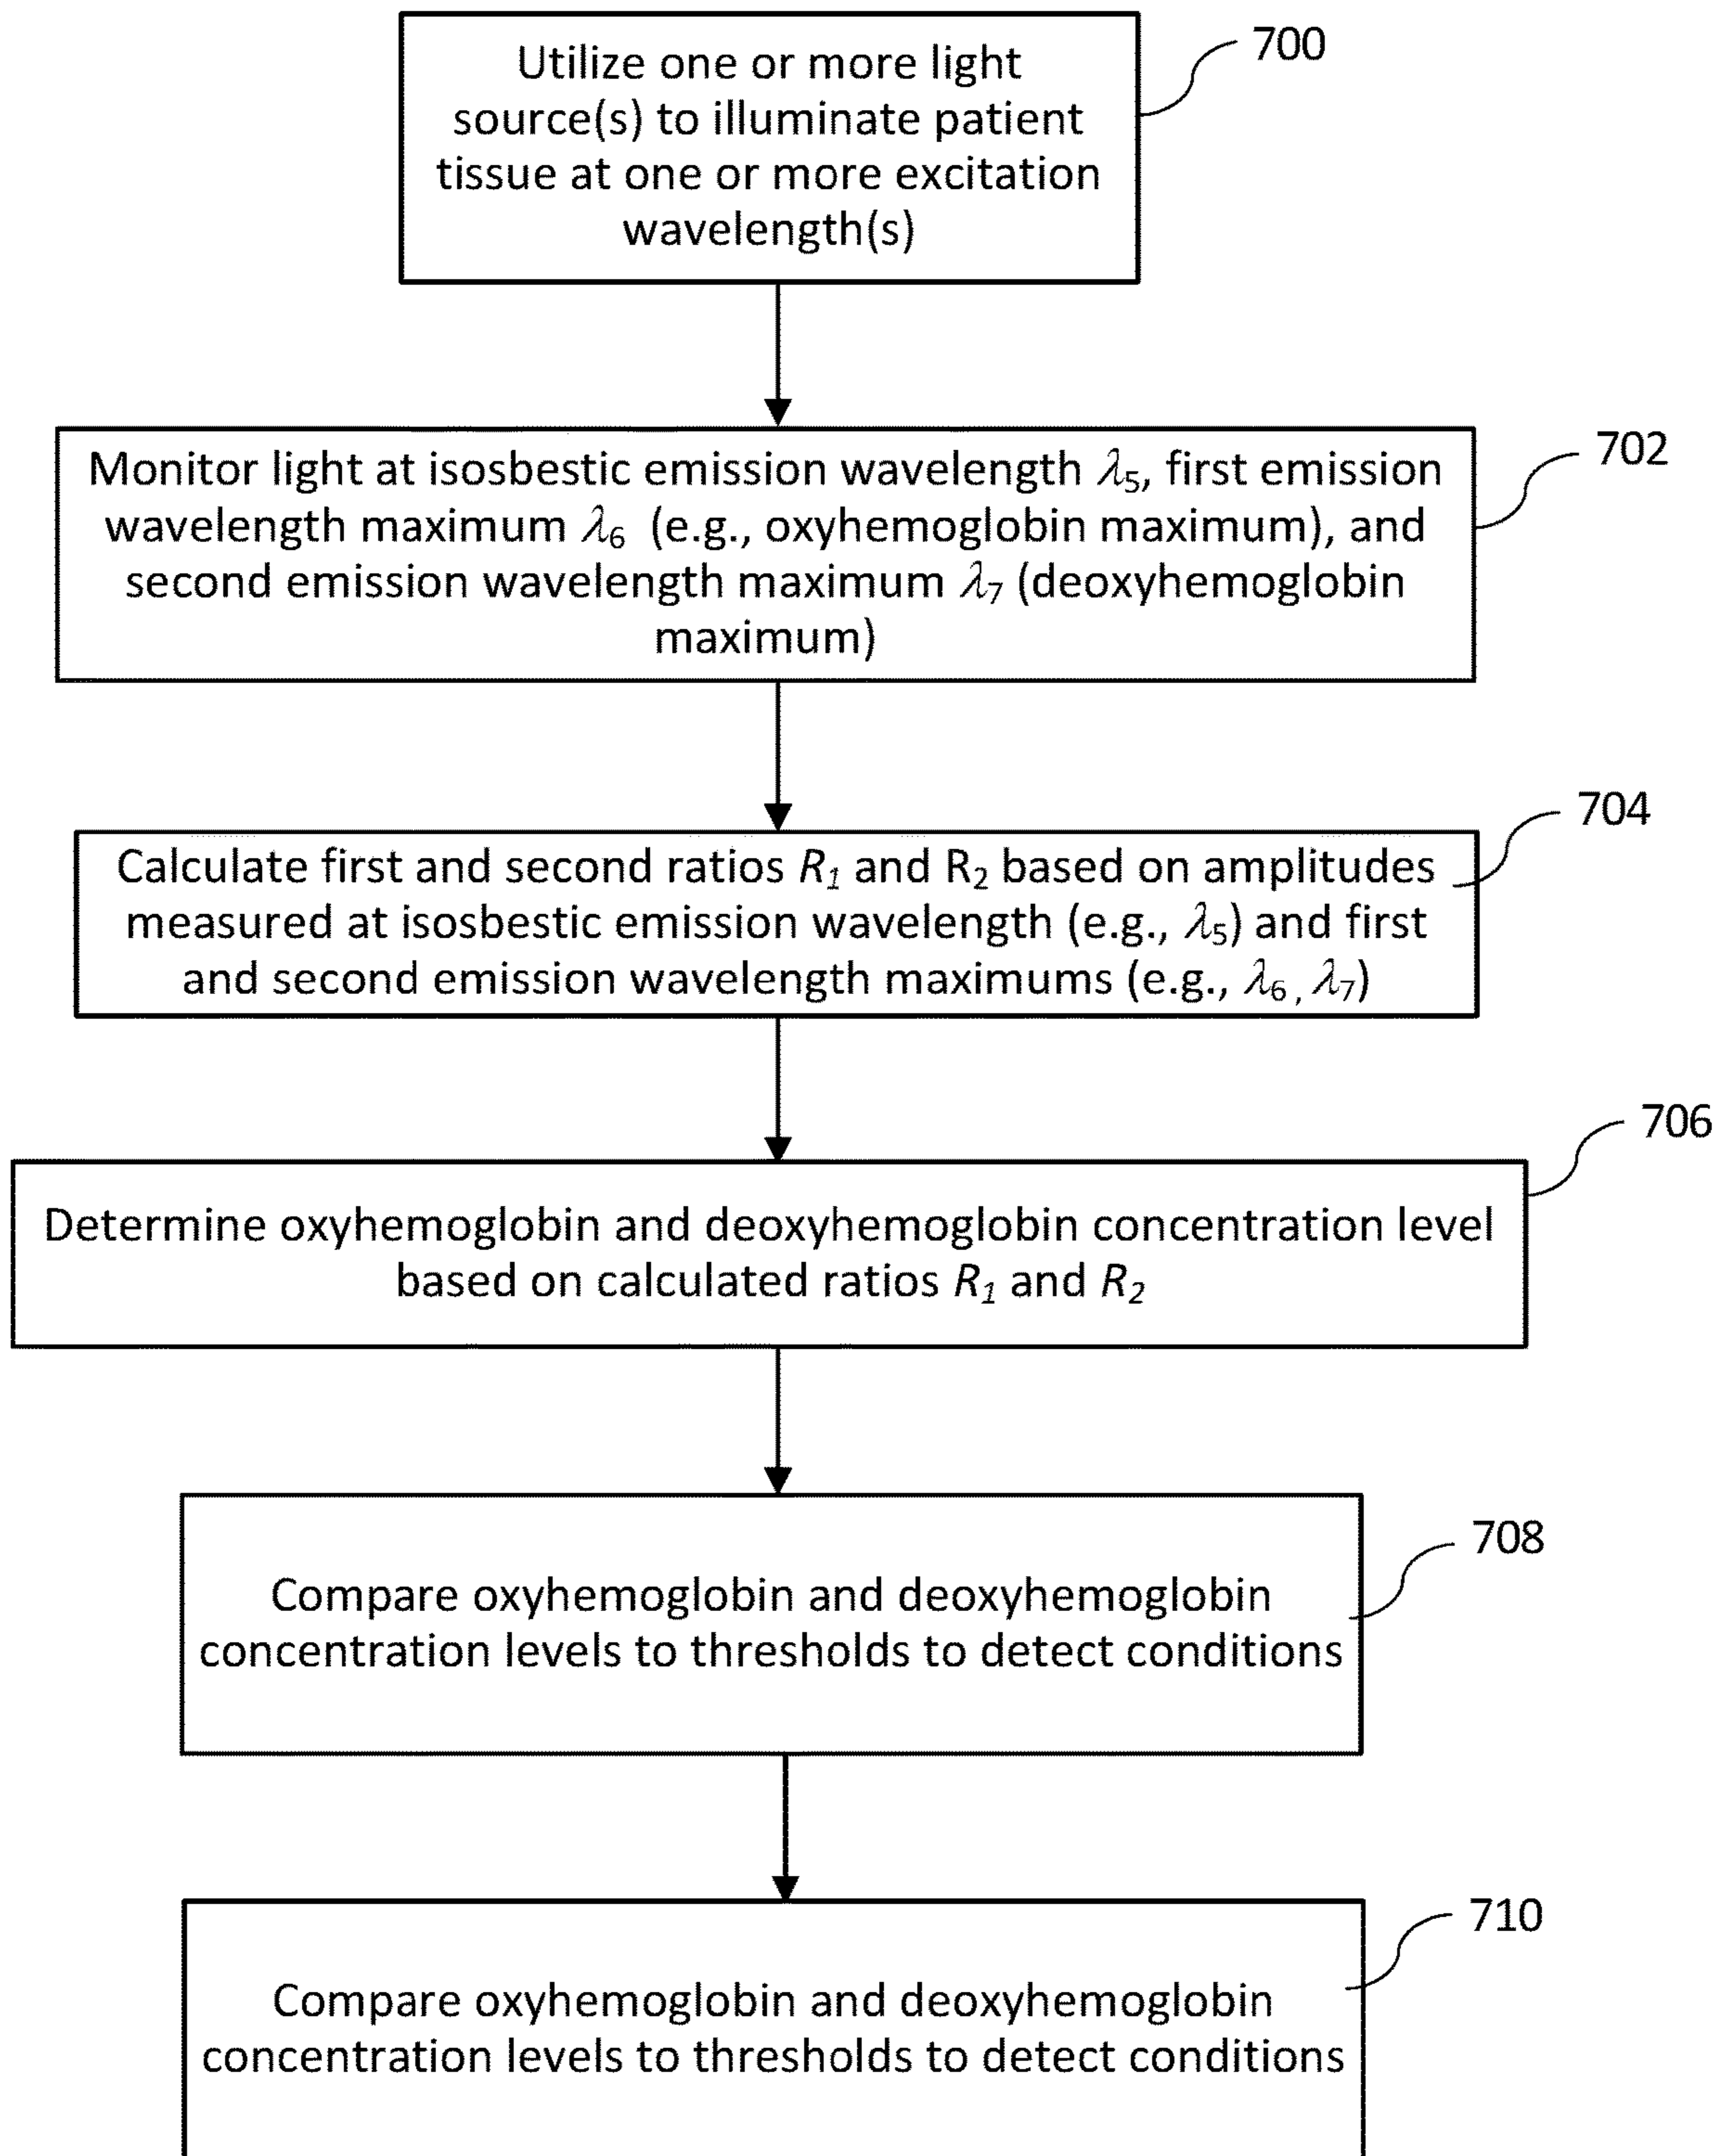 Utilize one or more light
source(s) to illuminate patient
tissue at one or more excitation
wavelength(s)
700
Monitor light at isosbestic emission wavelength λ5, first emission
wavelength maximum λ6 (e.g., oxyhemoglobin maximum), and
second emission wavelength maximum λ7 (deoxyhemoglobin
maximum)
702
Calculate first and second ratios R1 and R2 based on amplitudes
measured at isosbestic emission wavelength (e.g., λ5) and first
and second emission wavelength maximums (e.g., λ6 , λ7)
704
Determine oxyhemoglobin and deoxyhemoglobin concentration level
based on calculated ratios R1 and R2
706
Compare oxyhemoglobin and deoxyhemoglobin
concentration levels to thresholds to detect conditions
708
Compare oxyhemoglobin and deoxyhemoglobin
concentration levels to thresholds to detect conditions
710